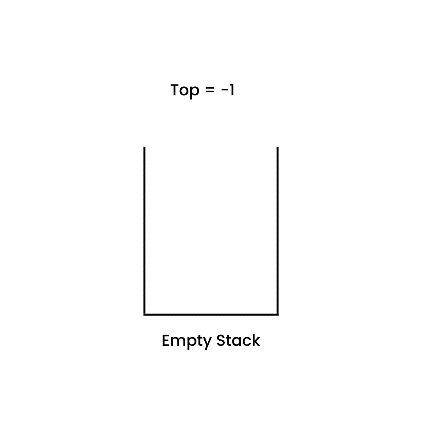 Top = -1
Empty Stack